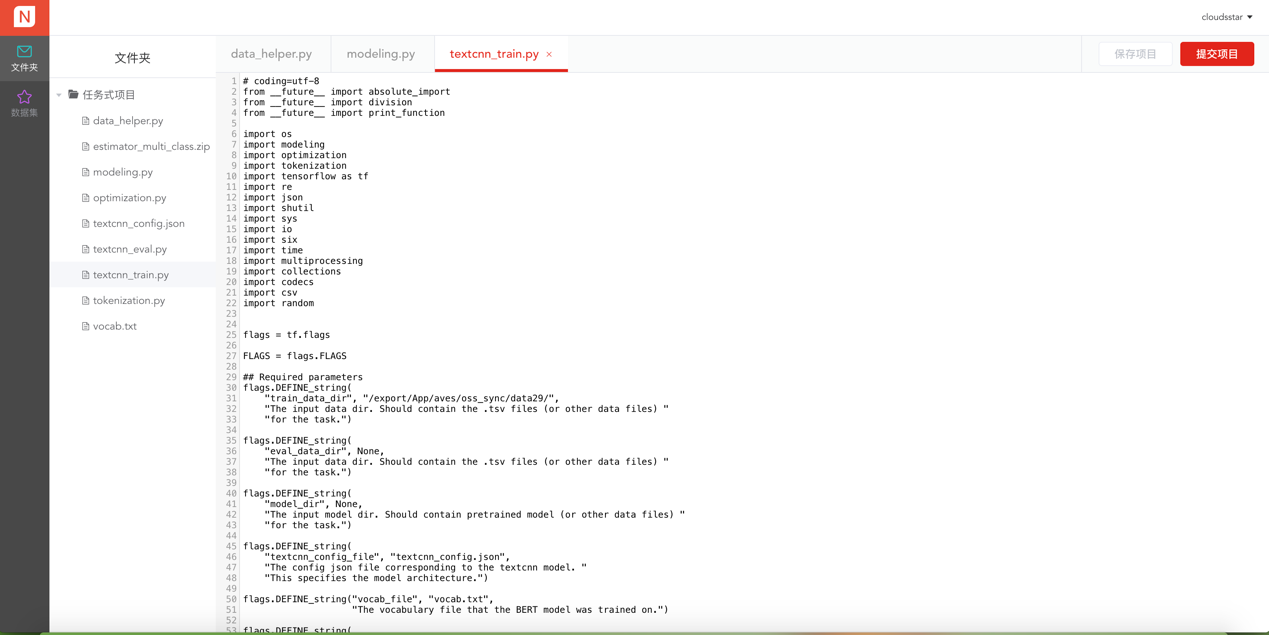 N
cloudsstar
文件夹
数据集
文件夹
任务式项目
data_helper.py
estimator_multi_class.zip
modeling.py
optimization.py
textcnn_config.json
textcnn_eval.py
textcnn_train.py
tokenization.py
vocab.txt
data_helper.py modeling.py textcnn_train.py ×
保存项目 提交项目
1 # coding=utf-8
2 from __future__ import absolute_import
3 from __future__ import division
4 from __future__ import print_function
5
6 import os
7 import modeling
8 import optimization
9 import tokenization
10 import tensorflow as tf
11 import re
12 import json
13 import shutil
14 import sys
15 import io
16 import six
17 import time
18 import multiprocessing
19 import collections
20 import codecs
21 import csv
22 import random
23
24
25 flags = tf.flags
26
27 FLAGS = flags.FLAGS
28
29 ## Required parameters
30 flags.DEFINE_string(
31     "train_data_dir", "/export/App/aves/oss_sync/data29/",
32     "The input data dir. Should contain the .tsv files (or other data files) "
33     "for the task.")
34
35 flags.DEFINE_string(
36     "eval_data_dir", None,
37     "The input data dir. Should contain the .tsv files (or other data files) "
38     "for the task.")
39
40 flags.DEFINE_string(
41     "model_dir", None,
42     "The input model dir. Should contain pretrained model (or other data files) "
43     "for the task.")
44
45 flags.DEFINE_string(
46     "textcnn_config_file", "textcnn_config.json",
47     "The config json file corresponding to the textcnn model. "
48     "This specifies the model architecture.")
49
50 flags.DEFINE_string("vocab_file", "vocab.txt",
51                     "The vocabulary file that the BERT model was trained on.")
52
53 flags.DEFINE_string(